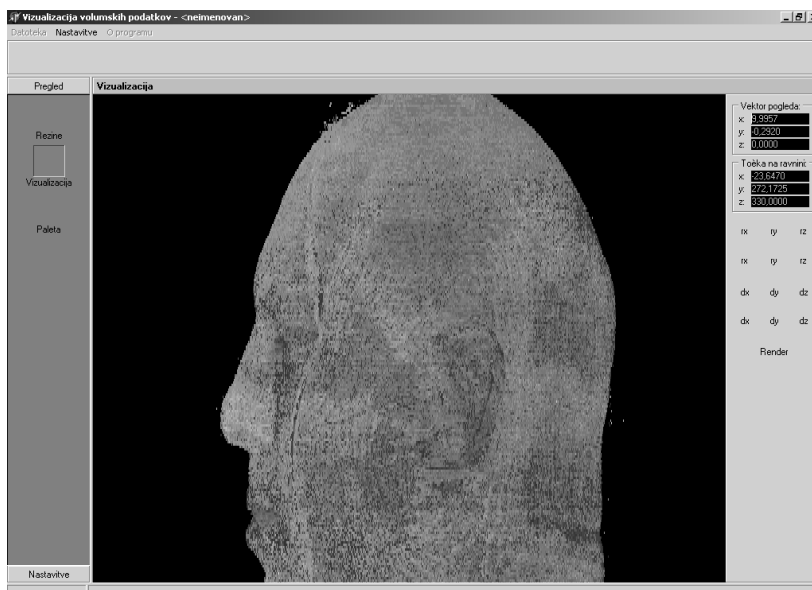 Vizualizacija volumskih podatkov - <neimenovan>
Datoteka Nastavitve O programu
Pregled
Vizualizacija
Rezine
Vizualizacija
Paleta
Nastavitve
Vektor pogleda:
x: 9,9957
y: -0,2920
z: 0,0000
Toèka na ravnini:
x: -23,6470
y: 272,1725
z: 330,0000
rx ry rz
rx ry rz
dx dy dz
dx dy dz
Render